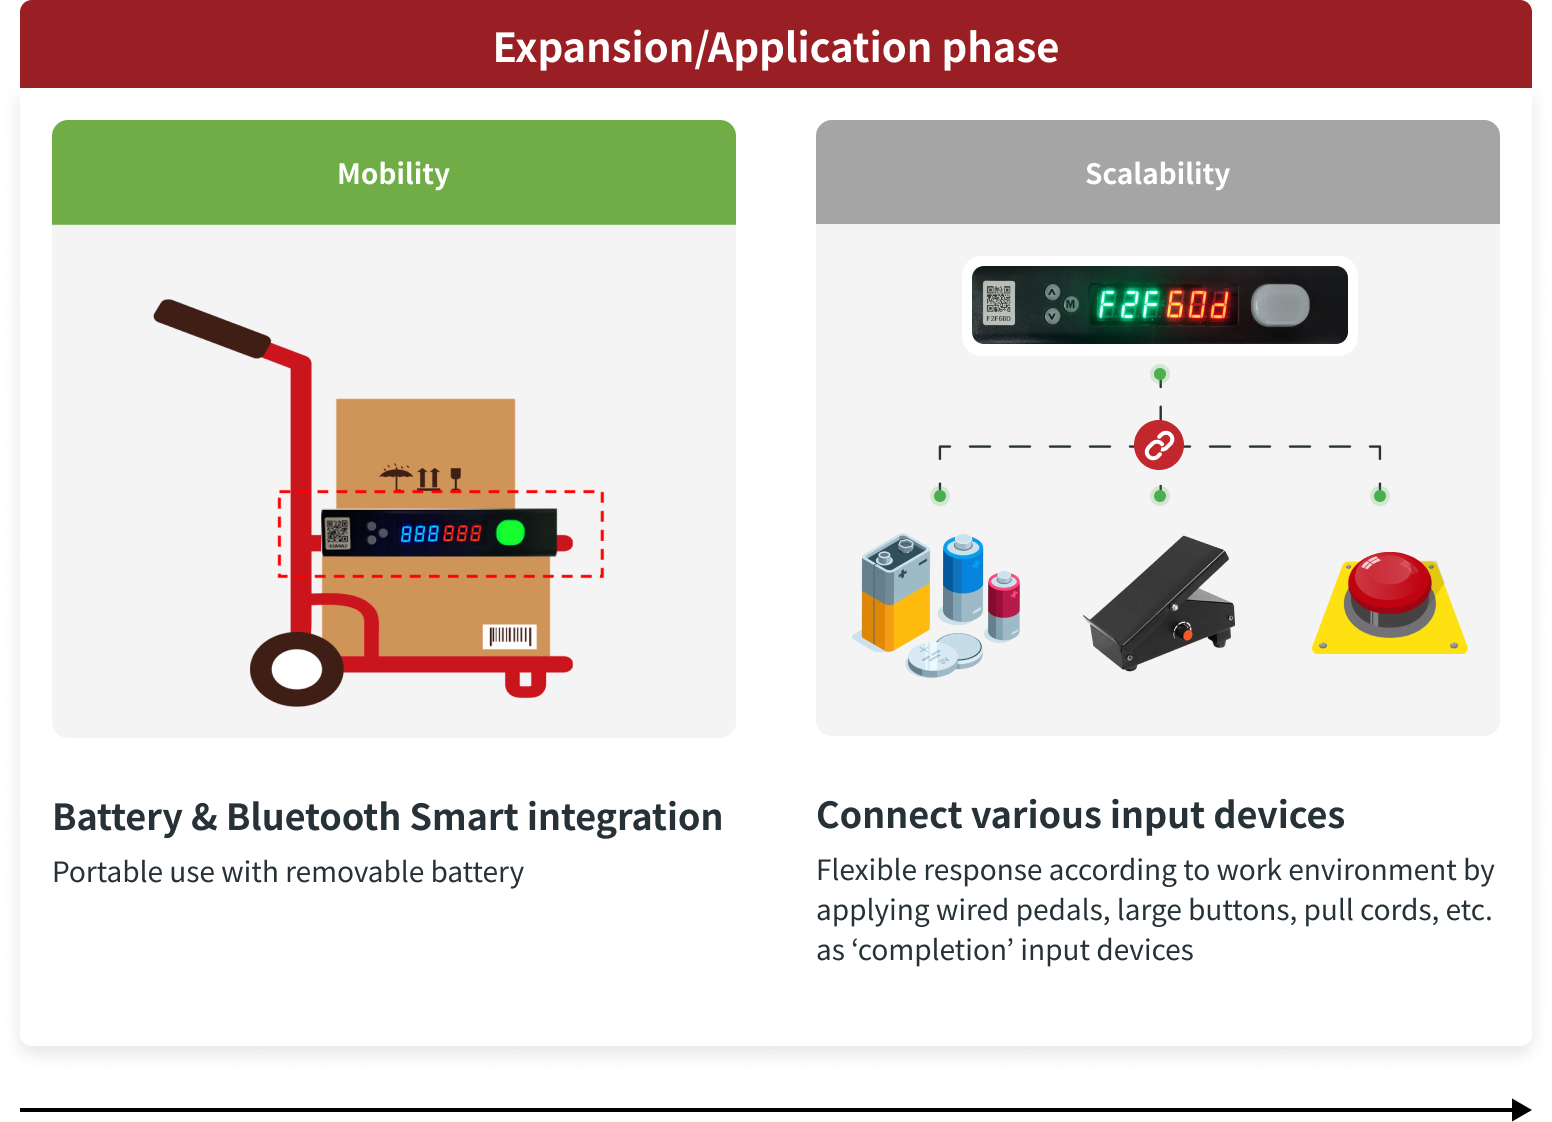 Expansion/Application phase
Mobility
888888
Battery & Bluetooth Smart integration
Portable use with removable battery
Scalability
F2F60D
M
F2F60d
Connect various input devices
Flexible response according to work environment by
applying wired pedals, large buttons, pull cords, etc.
as ‘completion’ input devices